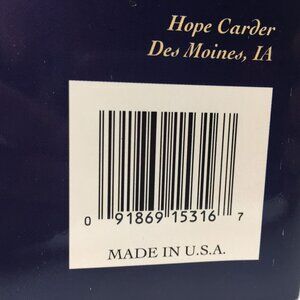 Hope Carder
Des Moines, IA
0 91869 15316 7
MADE IN U.S.A.